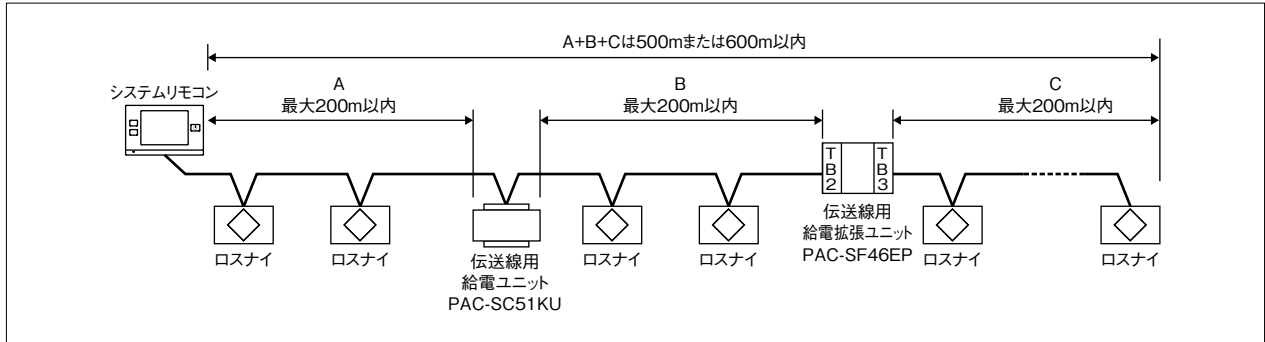 A+B+Cは500mまたは600m以内
A
最大200m以内
B
最大200m以内
C
最大200m以内
システムリモコン
TB2
TB3
ロスナイ
ロスナイ
伝送線用
給電ユニット
PAC-SC51KU
ロスナイ
ロスナイ
伝送線用
給電拡張ユニット
PAC-SF46EP
ロスナイ
ロスナイ